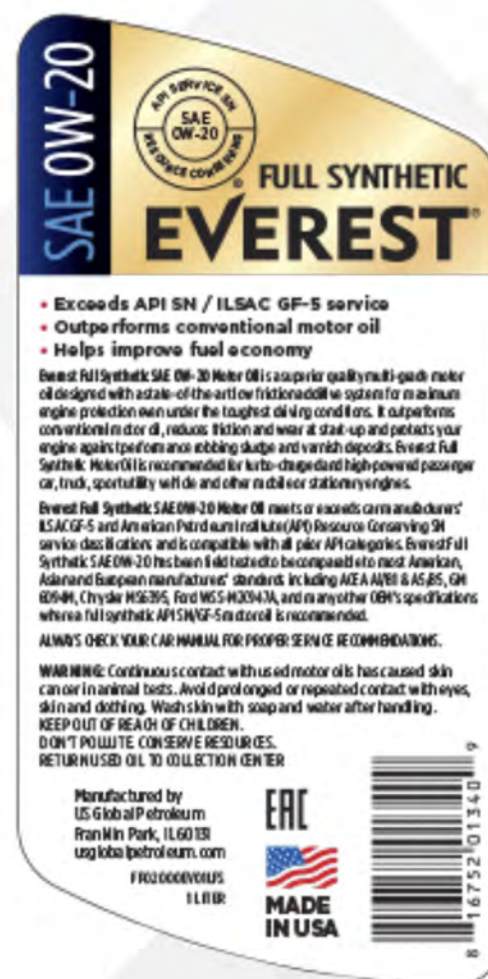 SAE 0W-20
API SERVICE SN
SAE
0W-20
RESOURCE CONSERVING
FULL SYNTHETIC
EVEREST®
• Exceeds API SN / ILSAC GF-5 service
• Outperforms conventional motor oil
• Helps improve fuel economy
Everest Full Synthetic SAE 0W-20 Motor Oil is a superior quality multi-grade motor
oil designed with a state-of-the-art low friction additive system for maximum
engine protection even under the toughest driving conditions. It outperforms
conventional motor oil, reduces friction and wear at start-up and protects your
engine against performance robbing sludge and varnish deposits. Everest Full
Synthetic Motor Oil is recommended for turbo-charged and high powered passenger
car, truck, sport utility vehicle and other mobile or stationary engines.
Everest Full Synthetic SAE 0W-20 Motor Oil meets or exceeds car manufacturers'
ILSAC GF-5 and American Petroleum Institute (API) Resource Conserving SN
service classifications and is compatible with all prior API categories. Everest Full
Synthetic SAE 0W-20 has been field tested to be comparable to most American,
Asian and European manufacturers' standards including ACEA A1/B1 & A5/B5, GM
6094M, Chrysler MS6395, Ford WSS-M2C947A, and many other OEM's specifications
where a full synthetic API SN/GF-5 motor oil is recommended.
ALWAYS CHECK YOUR CAR MANUAL FOR PROPER SERVICE RECOMMENDATIONS.
WARNING: Continuous contact with used motor oils has caused skin
cancer in animal tests. Avoid prolonged or repeated contact with eyes,
skin and clothing. Wash skin with soap and water after handling.
KEEP OUT OF REACH OF CHILDREN.
DON'T POLLUTE. CONSERVE RESOURCES.
RETURN USED OIL TO COLLECTION CENTER
Manufactured by
US Global Petroleum
Franklin Park, IL 60131
usglobalpetroleum.com
1 LITER
EAC
MADE
IN USA
8 16752 01340 9